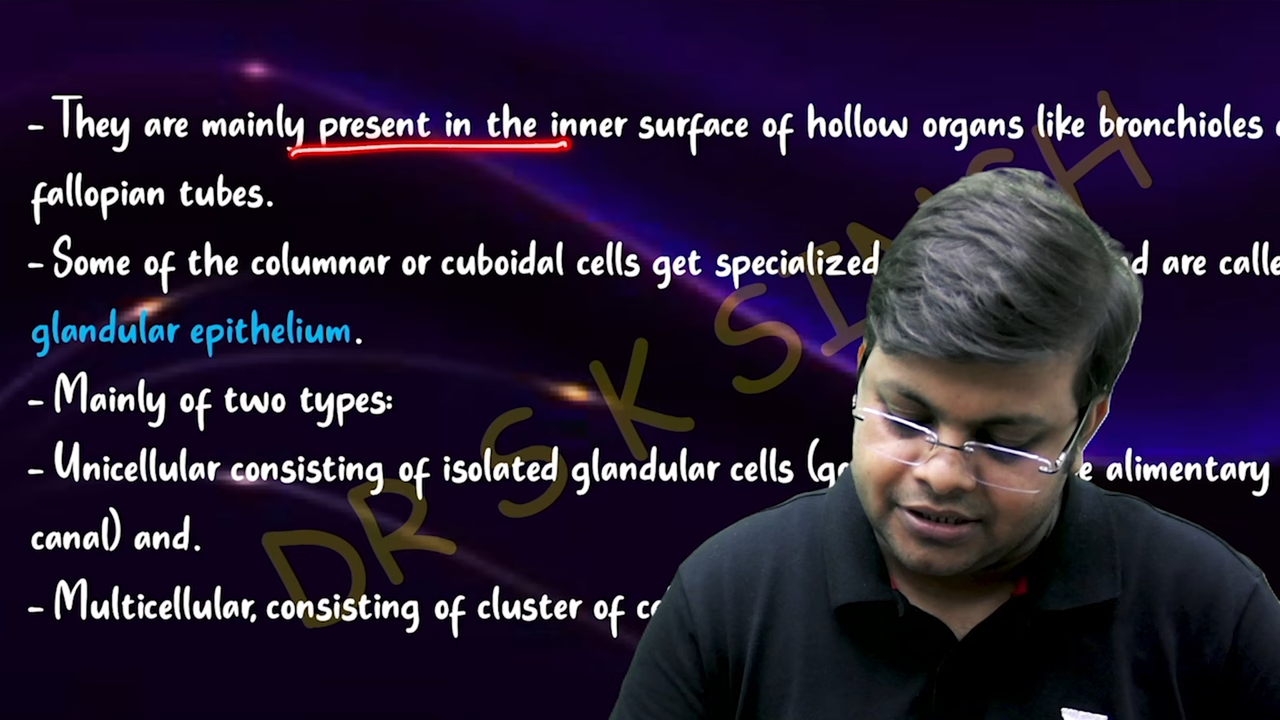 - They are mainly present in the inner surface of hollow organs like bronchioles
fallopian tubes.
- Some of the columnar or cuboidal cells get specialized are
glandular epithelium.
- Mainly of two types:
- Unicellular consisting of isolated glandular cells alimentary
canal) and.
- Multicellular, consisting of cluster of
DR S K SINGH